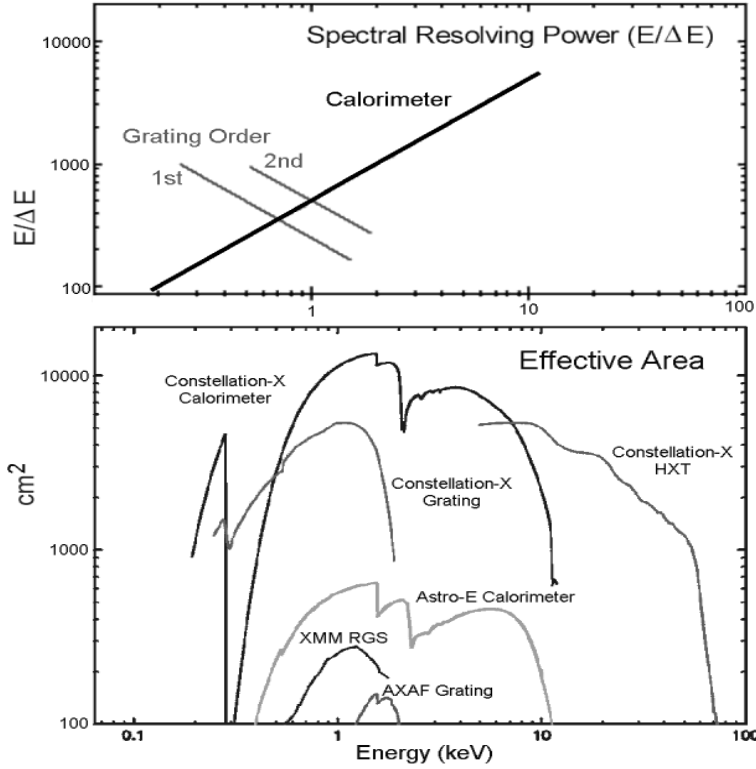 10000
Spectral Resolving Power (E/ΔE)
Calorimeter
Grating Order
1000
1st
2nd
E/ΔE
100
1
10
100
Effective Area
10000
Constellation-X
Calorimeter
Constellation-X
HXT
Constellation-X
Grating
cm²
1000
Astro-E Calorimeter
XMM RGS
AXAF Grating
100
0.1
1
10
100
Energy (keV)